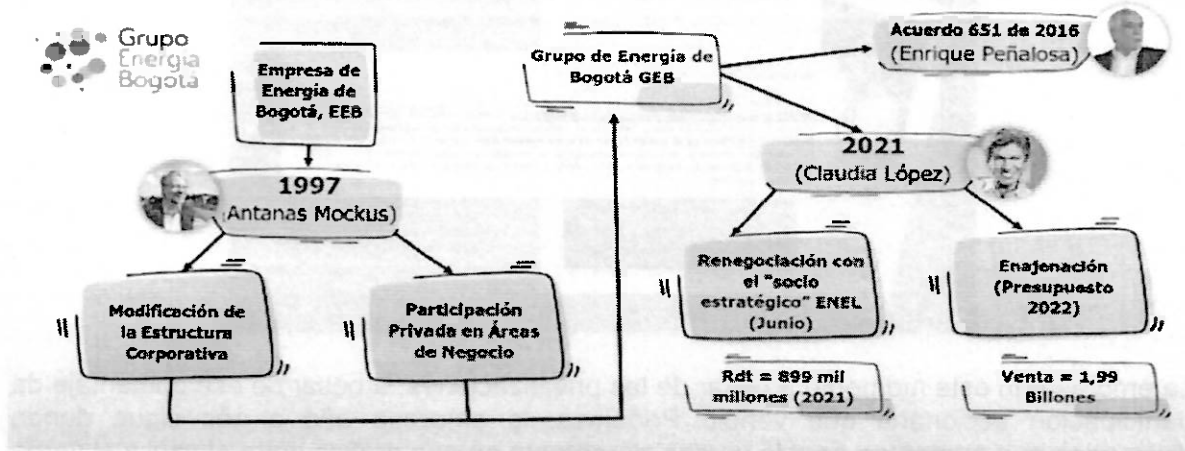 Grupo
Energía
Bogotá
Empresa de
Energía de
Bogotá, EEB
1997
(Antanas Mockus)
Modificación de
la Estructura
Corporativa
Participación
Privada en Áreas
de Negocio
Grupo de Energía de
Bogotá GEB
Acuerdo 651 de 2016
(Enrique Peñalosa)
2021
(Claudia López)
Renegociación con
el "socio
estratégico" ENEL
(Junio)
Enajenación
(Presupuesto
2022)
Rdt = 899 mil
millones (2021)
Venta = 1,99
Billones